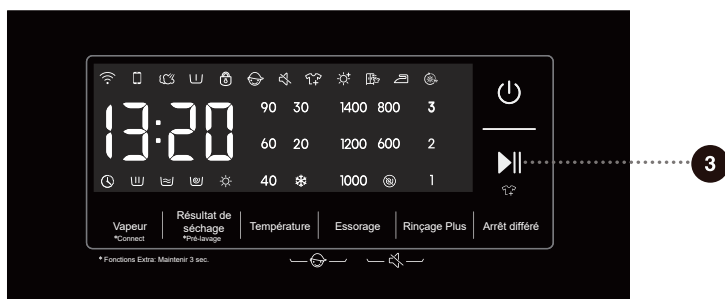 90 30 1400 800 3
13:20
60 20 1200 600 2
3
40 1000 1
Vapeur
*Connect
Résultat de
séchage
*Pré-lavage
Température
Essorage
Rinçage Plus
Arrêt différé
* Fonctions Extra: Maintenir 3 sec.